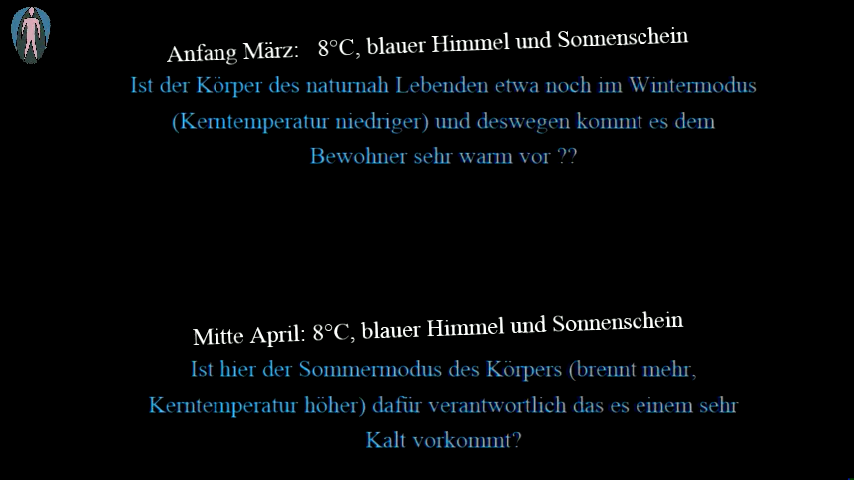 Anfang März: 8°C, blauer Himmel und Sonnenschein
Ist der Körper des naturnah Lebenden etwa noch im Wintermodus
(Kerntemperatur niedriger) und deswegen kommt es dem
Bewohner sehr warm vor ??
Mitte April: 8°C, blauer Himmel und Sonnenschein
Ist hier der Sommermodus des Körpers (brennt mehr,
Kerntemperatur höher) dafür verantwortlich das es einem sehr
Kalt vorkommt?